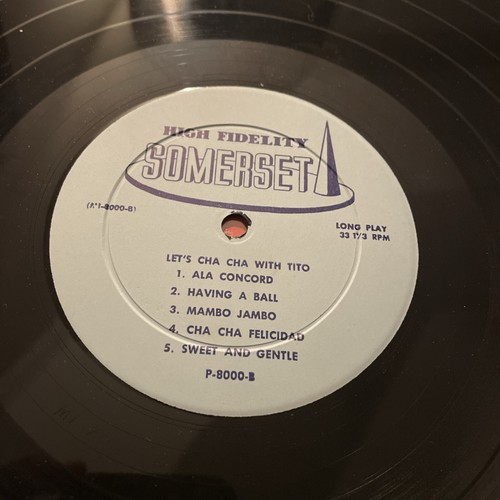 HIGH FIDELITY
SOMERSET
LONG PLAY
33 1/3 RPM
LET'S CHA CHA WITH TITO
1. ALA CONCORD
2. HAVING A BALL
3. MAMBO JAMBO
4. CHA CHA FELICIDAD
5. SWEET AND GENTLE
P-8000-B